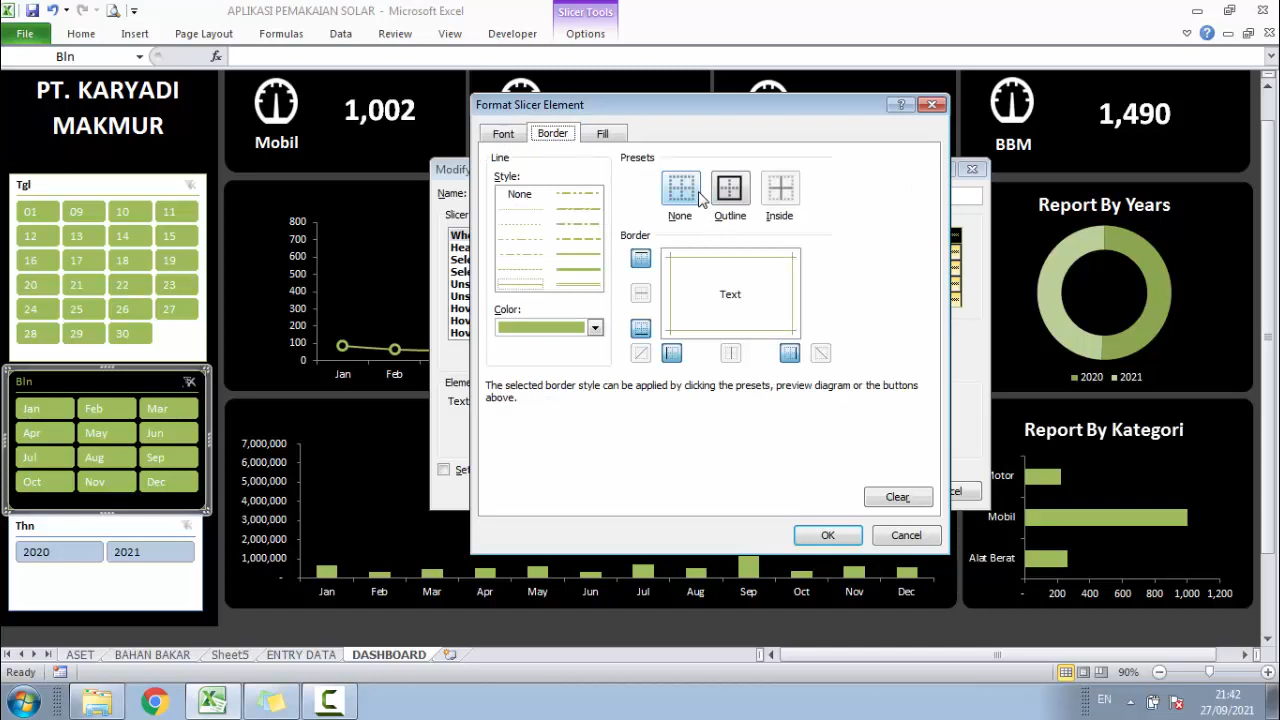 APLIKASI PEMAKAIAN SOLAR - Microsoft Excel
Slicer Tools
File Home Insert Page Layout Formulas Data Review View Developer Options
Bln
fx
PT. KARYADI
MAKMUR
1,002
Mobil
1,490
BBM
Tgl
01 09 10 11
12 13 14 15
16 17 18 19
20 21 22 23
24 25 26 27
28 29 30
Bln
Jan Feb Mar
Apr May Jun
Jul Aug Sep
Oct Nov Dec
Thn
2020 2021
800
700
600
500
400
300
200
100
0
Jan Feb
7,000,000
6,000,000
5,000,000
4,000,000
3,000,000
2,000,000
1,000,000
-
Jan Feb Mar Apr May Jun Jul Aug Sep Oct Nov Dec
Name:
Format Slicer Element
Font Border Fill
Line
Style:
None
Color:
Presets
None Outline Inside
Border
Text
The selected border style can be applied by clicking the presets, preview diagram or the buttons
above.
Clear
OK Cancel
Report By Years
2020 2021
Report By Kategori
Motor
Mobil
Alat Berat
- 200 400 600 800 1,000 1,200
ASET BAHAN BAKAR Sheet5 ENTRY DATA DASHBOARD
Ready
90%
EN
21:42
27/09/2021